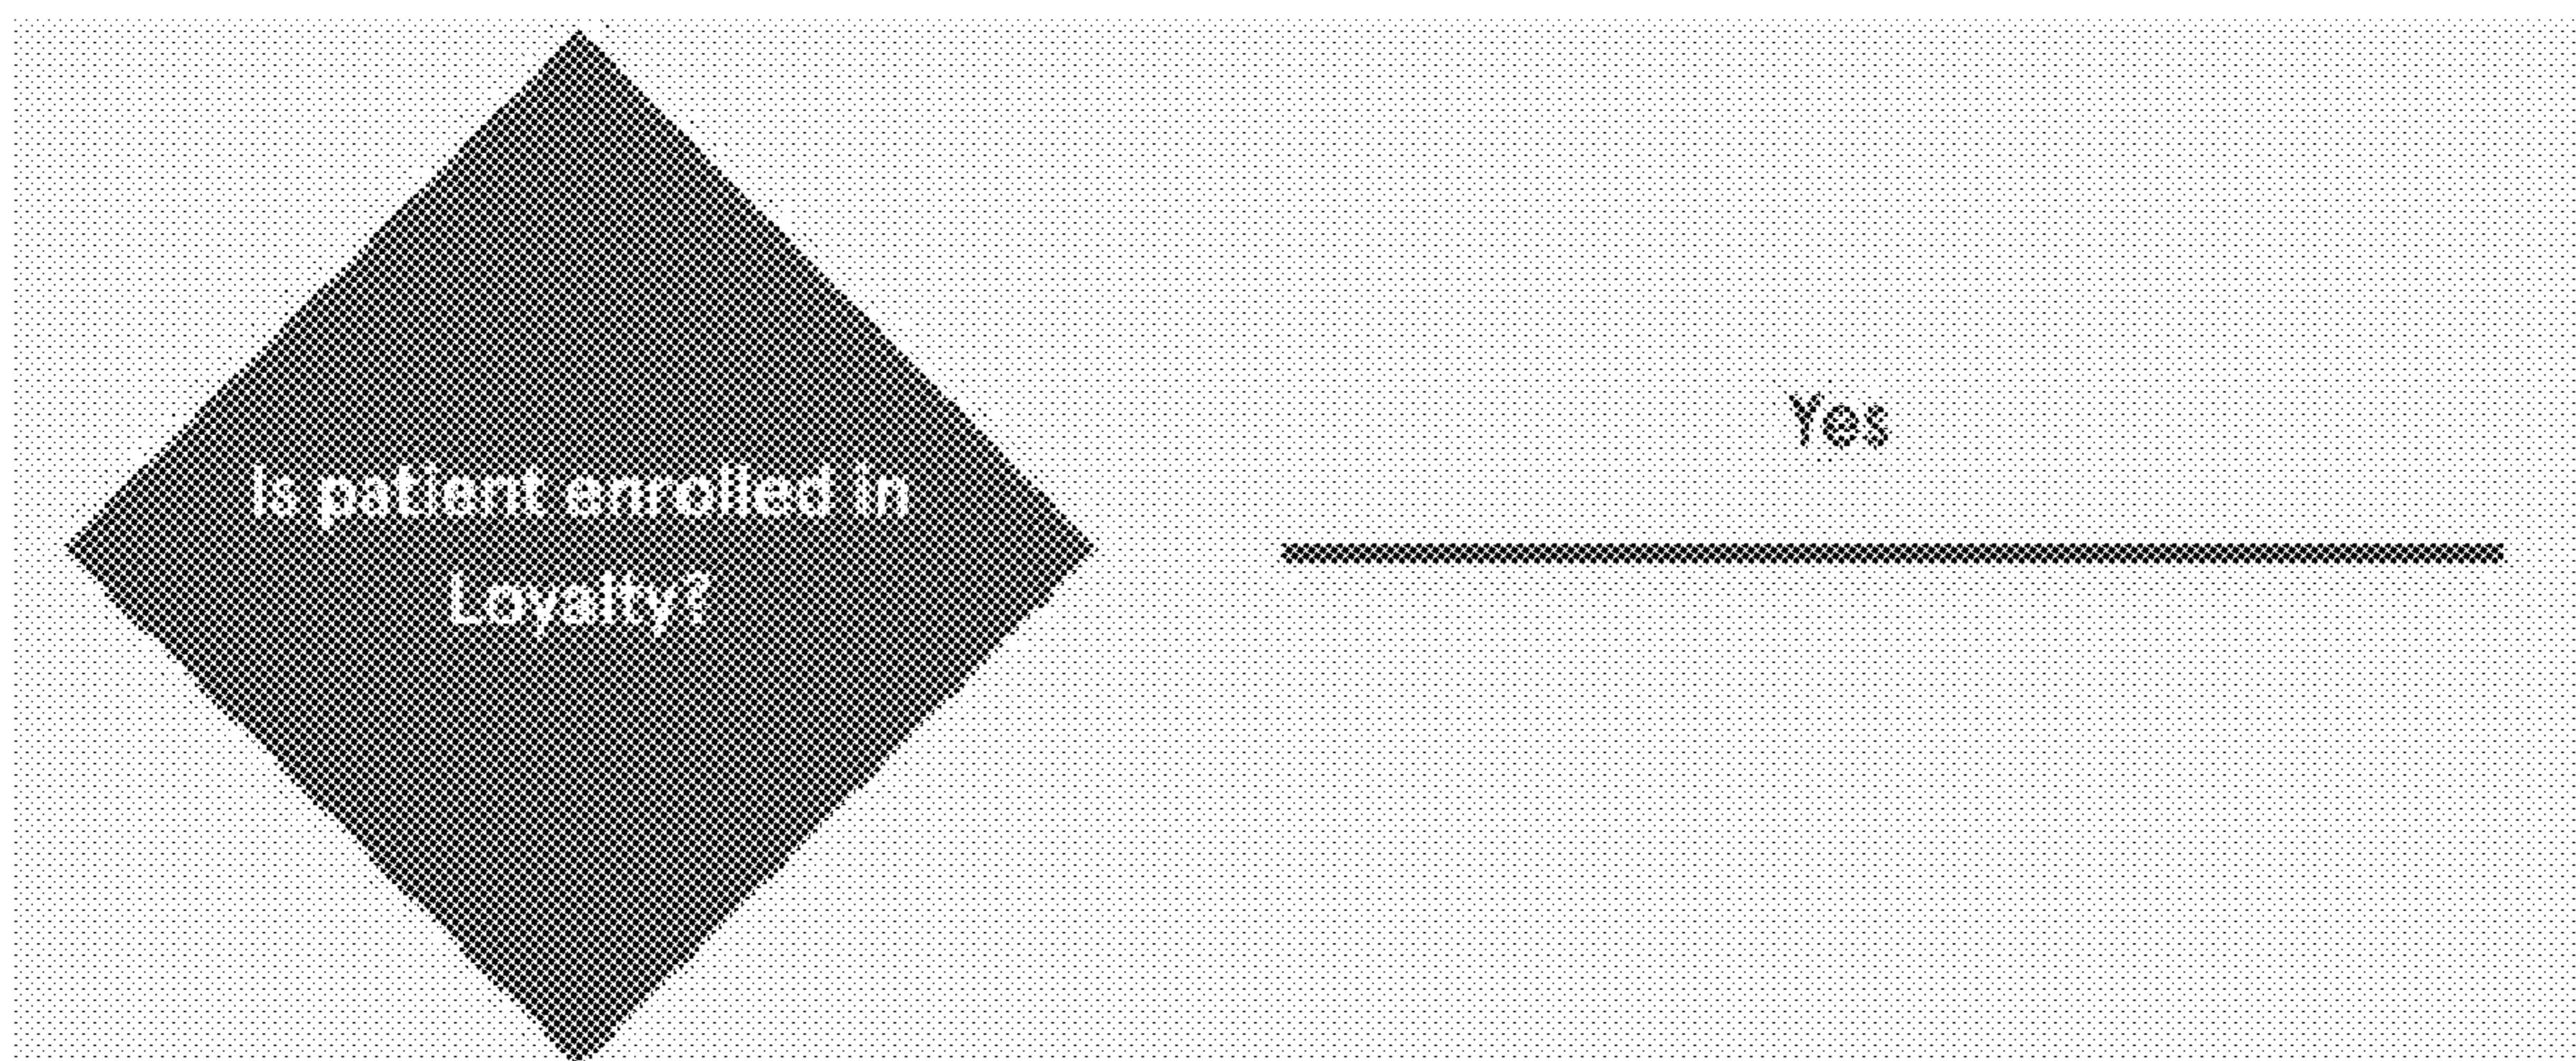 Is patient enrolled in
Loyalty?
Yes